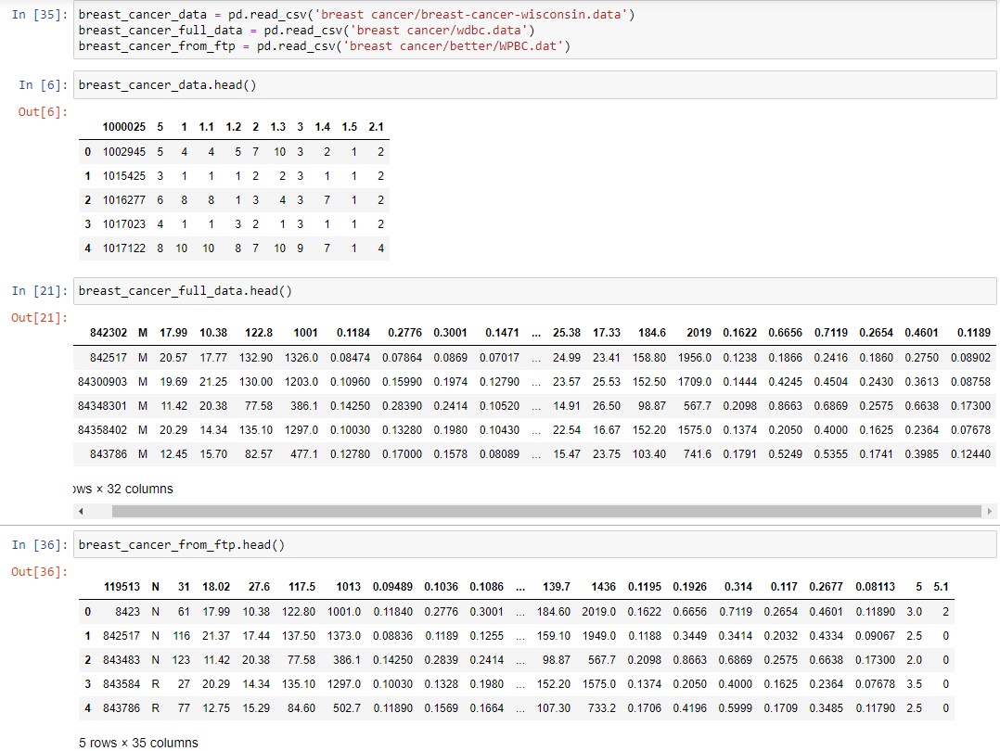 In [35]: breast_cancer_data = pd.read_csv('breast cancer/breast-cancer-wisconsin.data')
breast_cancer_full_data = pd.read_csv('breast cancer/wdbc.data')
breast_cancer_from_ftp = pd.read_csv('breast cancer/better/WPBC.dat')
In [6]: breast_cancer_data.head()
Out[6]:
1000025 5 1 1.1 1.2 2 1.3 3 1.4 1.5 2.1
0 1002945 5 4 4 5 7 10 3 2 1 2
1 1015425 3 1 1 1 2 2 3 1 1 2
2 1016277 6 8 8 1 3 4 3 7 1 2
3 1017023 4 1 1 3 2 1 3 1 1 2
4 1017122 8 10 10 8 7 10 9 7 1 4
In [21]: breast_cancer_full_data.head()
Out[21]:
842302 M 17.99 10.38 122.8 1001 0.1184 0.2776 0.3001 0.1471 ... 25.38 17.33 184.6 2019 0.1622 0.6656 0.7119 0.2654 0.4601 0.1189
842517 M 20.57 17.77 132.90 1326.0 0.08474 0.07864 0.0869 0.07017 ... 24.99 23.41 158.80 1956.0 0.1238 0.1866 0.2416 0.1860 0.2750 0.08902
84300903 M 19.69 21.25 130.00 1203.0 0.10960 0.15990 0.1974 0.12790 ... 23.57 25.53 152.50 1709.0 0.1444 0.4245 0.4504 0.2430 0.3613 0.08758
84348301 M 11.42 20.38 77.58 386.1 0.14250 0.28390 0.2414 0.10520 ... 14.91 26.50 98.87 567.7 0.2098 0.8663 0.6869 0.2575 0.6638 0.17300
84358402 M 20.29 14.34 135.10 1297.0 0.10030 0.13280 0.1980 0.10430 ... 22.54 16.67 152.20 1575.0 0.1374 0.2050 0.4000 0.1625 0.2364 0.07678
843786 M 12.45 15.70 82.57 477.1 0.12780 0.17000 0.1578 0.08089 ... 15.47 23.75 103.40 741.6 0.1791 0.5249 0.5355 0.1741 0.3985 0.12440
ows × 32 columns
In [36]: breast_cancer_from_ftp.head()
Out[36]:
119513 N 31 18.02 27.6 117.5 1013 0.09489 0.1036 0.1086 ... 139.7 1436 0.1195 0.1926 0.314 0.117 0.2677 0.08113 5 5.1
0 8423 N 61 17.99 10.38 122.80 1001.0 0.11840 0.2776 0.3001 ... 184.60 2019.0 0.1622 0.6656 0.7119 0.2654 0.4601 0.11890 3.0 2
1 842517 N 116 21.37 17.44 137.50 1373.0 0.08836 0.1189 0.1255 ... 159.10 1949.0 0.1188 0.3449 0.3414 0.2032 0.4334 0.09067 2.5 0
2 843483 N 123 11.42 20.38 77.58 386.1 0.14250 0.2839 0.2414 ... 98.87 567.7 0.2098 0.8663 0.6869 0.2575 0.6638 0.17300 2.0 0
3 843584 R 27 20.29 14.34 135.10 1297.0 0.10030 0.1328 0.1980 ... 152.20 1575.0 0.1374 0.2050 0.4000 0.1625 0.2364 0.07678 3.5 0
4 843786 R 77 12.75 15.29 84.60 502.7 0.11890 0.1569 0.1664 ... 107.30 733.2 0.1706 0.4196 0.5999 0.1709 0.3485 0.11790 2.5 0
5 rows × 35 columns